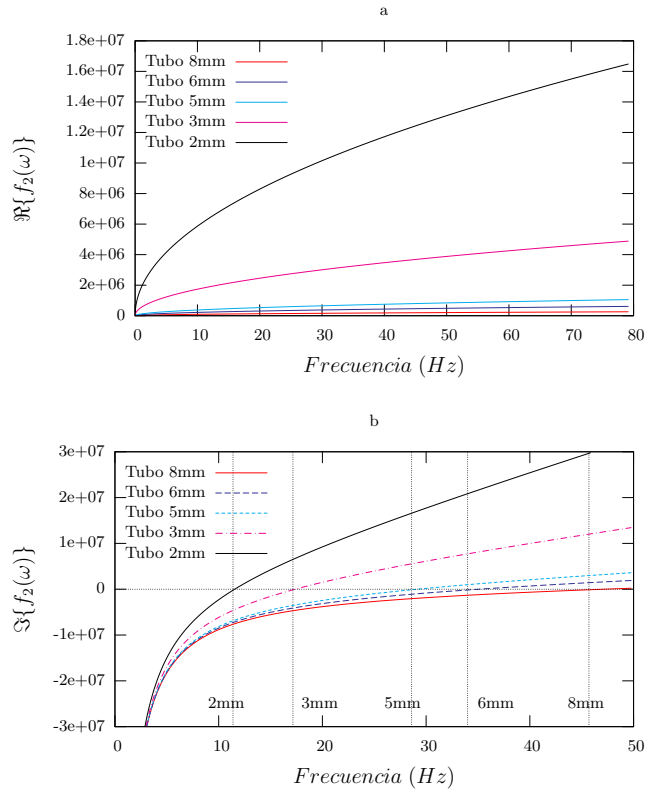 a
ℜ{f₂(ω)}
1.8e+07
1.6e+07
1.4e+07
1.2e+07
1e+07
8e+06
6e+06
4e+06
2e+06
0
Tubo 8mm
Tubo 6mm
Tubo 5mm
Tubo 3mm
Tubo 2mm
0 10 20 30 40 50 60 70 80
Frecuencia (Hz)
b
ℑ{f₂(ω)}
3e+07
2e+07
1e+07
0
-1e+07
-2e+07
-3e+07
Tubo 8mm
Tubo 6mm
Tubo 5mm
Tubo 3mm
Tubo 2mm
2mm 3mm 5mm 6mm 8mm
0 10 20 30 40 50
Frecuencia (Hz)